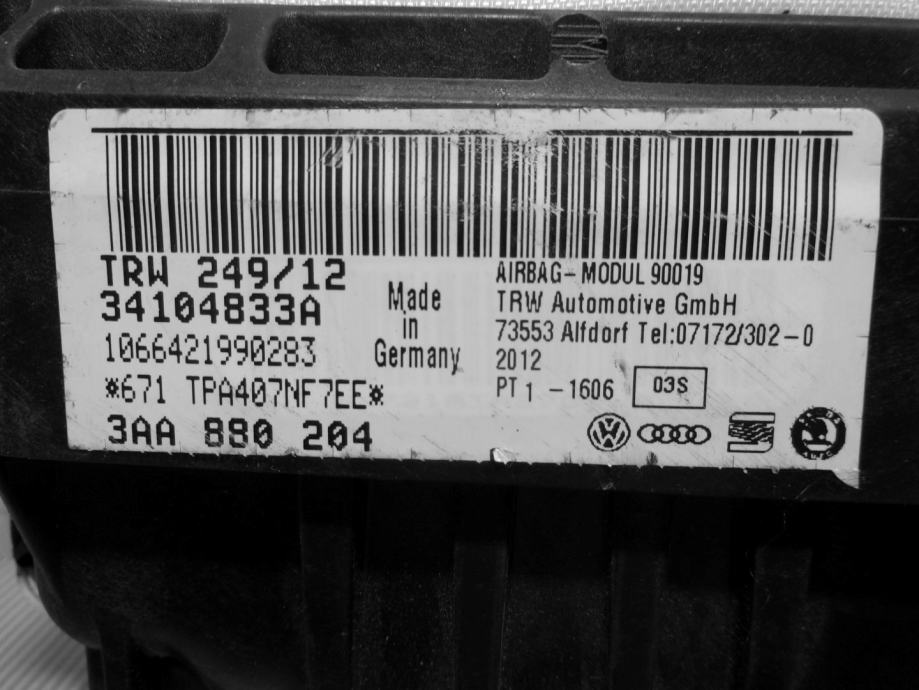 TRW 249/12
34104833A
1066421990283
*671 TPA407NF7EE*
3AA 880 204
Made
in
Germany
AIRBAG-MODUL 90019
TRW Automotive GmbH
73553 Alfdorf Tel:07172/302-0
2012
PT 1 -1606 03S